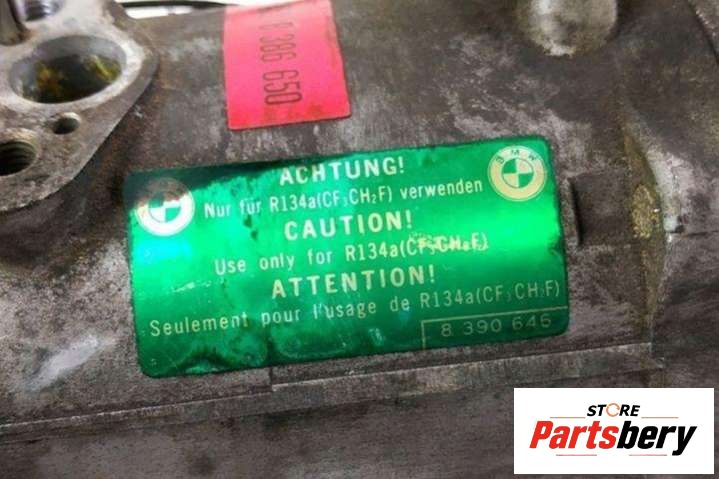 386 650
ACHTUNG!
BMW
Nur für R134a(CF₃CH₂F) verwenden
CAUTION!
Use only for R134a(CF₃CH₂F)
ATTENTION!
Seulement pour l'usage de R134a(CF₃CH₂F)
8 390 646
STORE
Partsbery